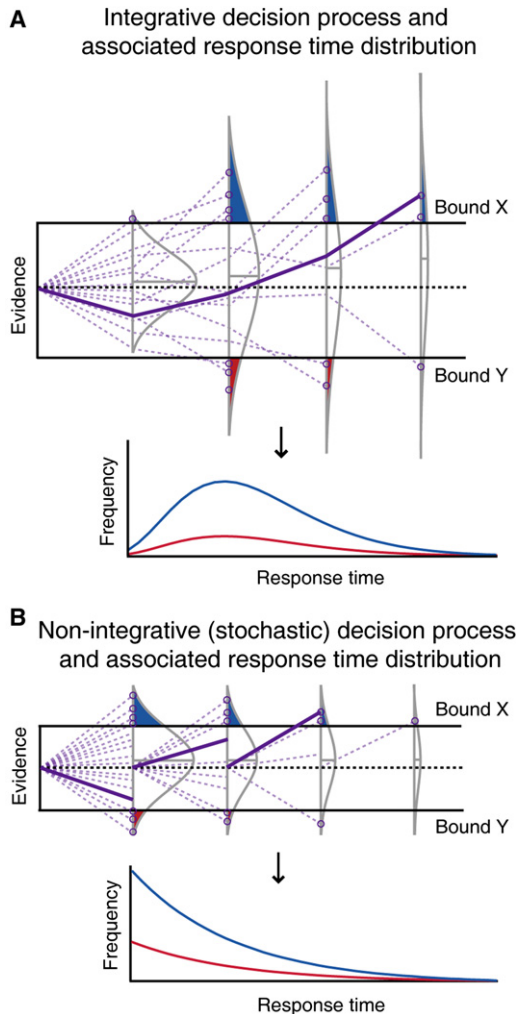 A
Integrative decision process and
associated response time distribution
Bound X
Evidence
Bound Y
Frequency
Response time
B
Non-integrative (stochastic) decision process
and associated response time distribution
Bound X
Evidence
Bound Y
Frequency
Response time